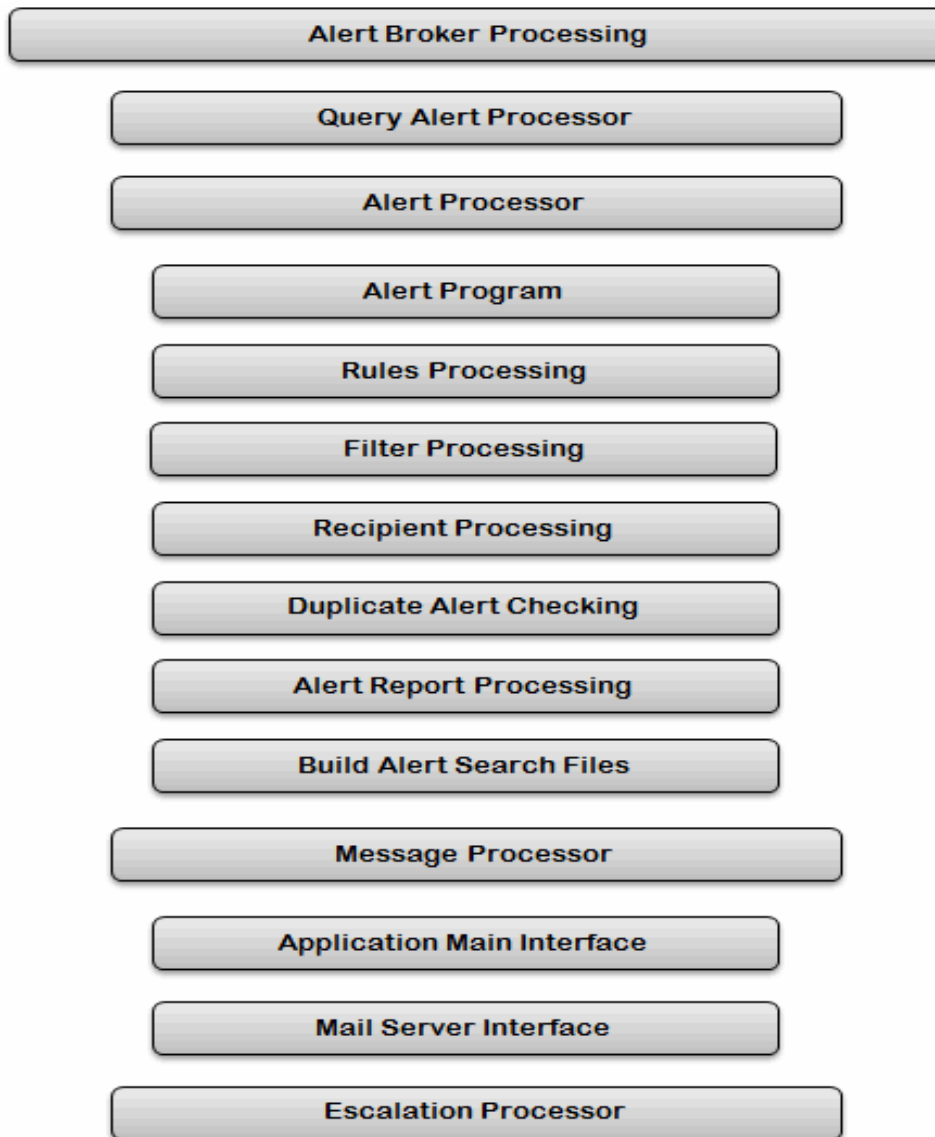 Alert Broker Processing
Query Alert Processor
Alert Processor
Alert Program
Rules Processing
Filter Processing
Recipient Processing
Duplicate Alert Checking
Alert Report Processing
Build Alert Search Files
Message Processor
Application Main Interface
Mail Server Interface
Escalation Processor